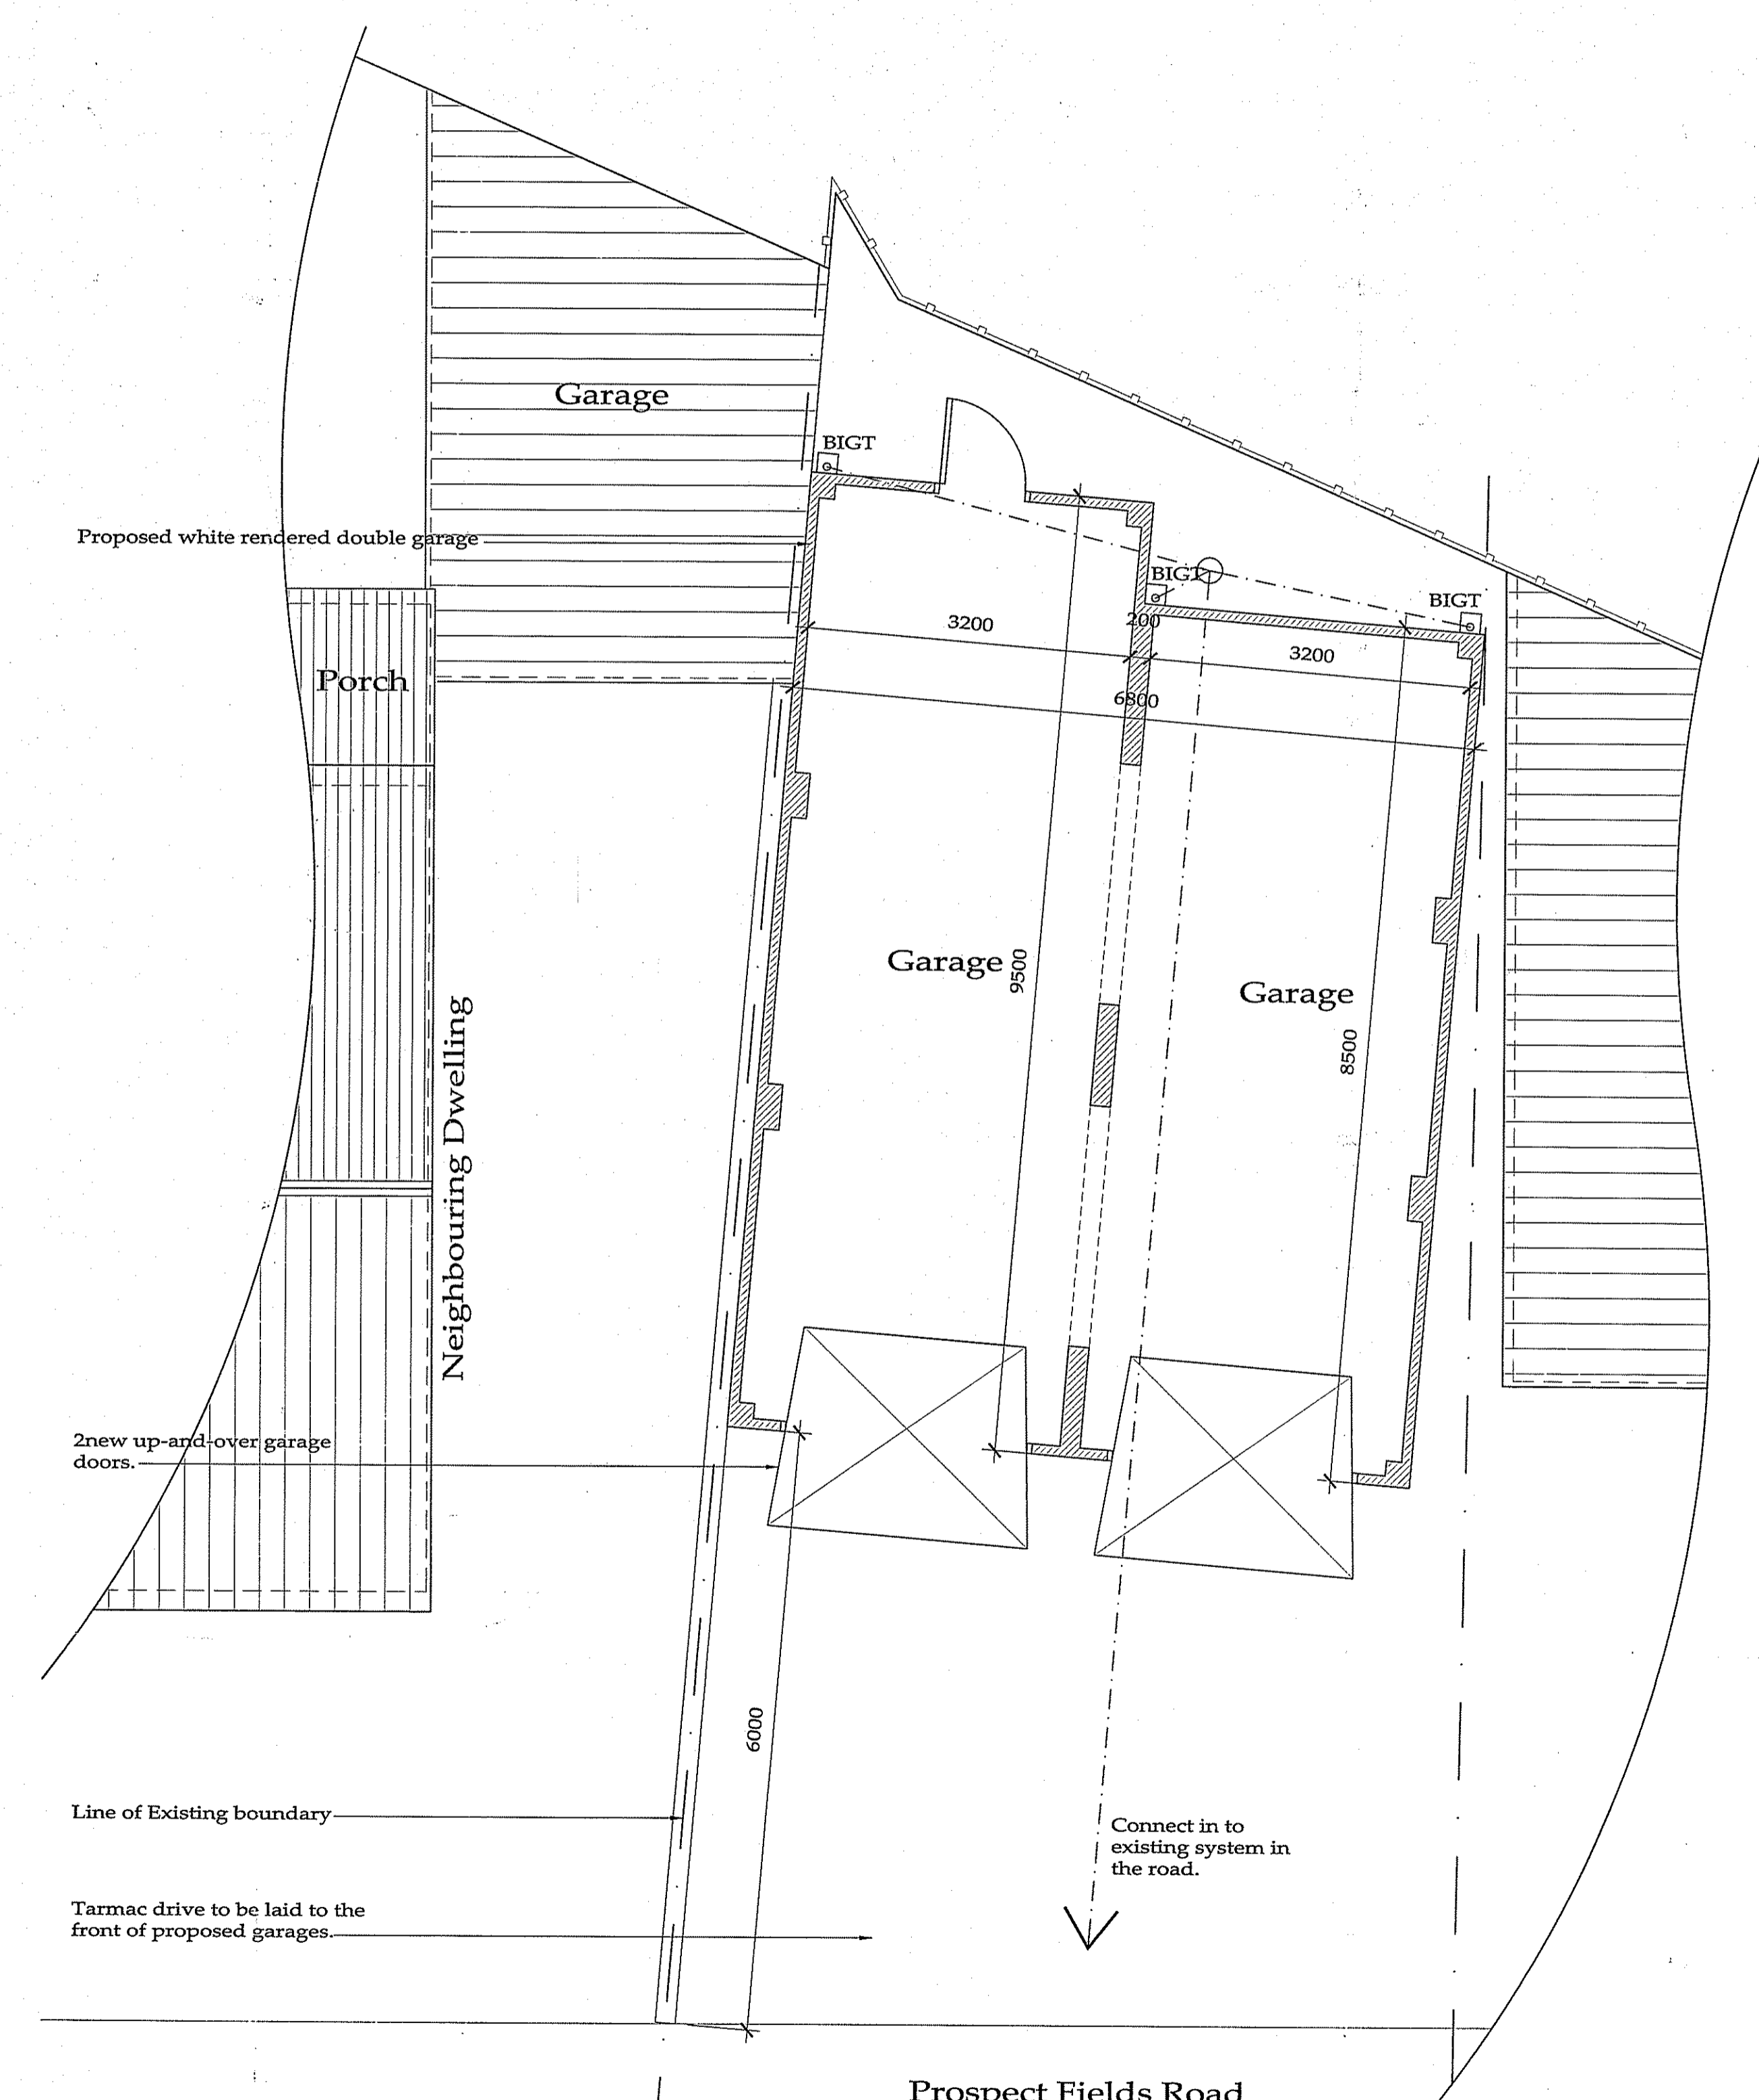 Garage
BIGT
Proposed white rendered double garage
BIGT
BIGT
200
3200
3200
Porch
6800
Garage
9500
Garage
8500
Neighbouring Dwelling
2new up-and-over garage
doors.
6000
Line of Existing boundary
Connect in to
existing system in
the road.
Tarmac drive to be laid to the
front of proposed garages.
Prospect Fields Road